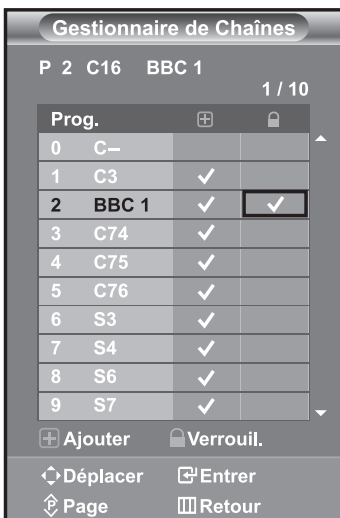 Gestionnaire de Chaînes
P 2 C16 BBC 1
1 / 10
Prog.
0 C–
1 C3
2 BBC 1
3 C74
4 C75
5 C76
6 S3
7 S4
8 S6
9 S7
Ajouter Verrouil.
Déplacer Entrer
Page Retour